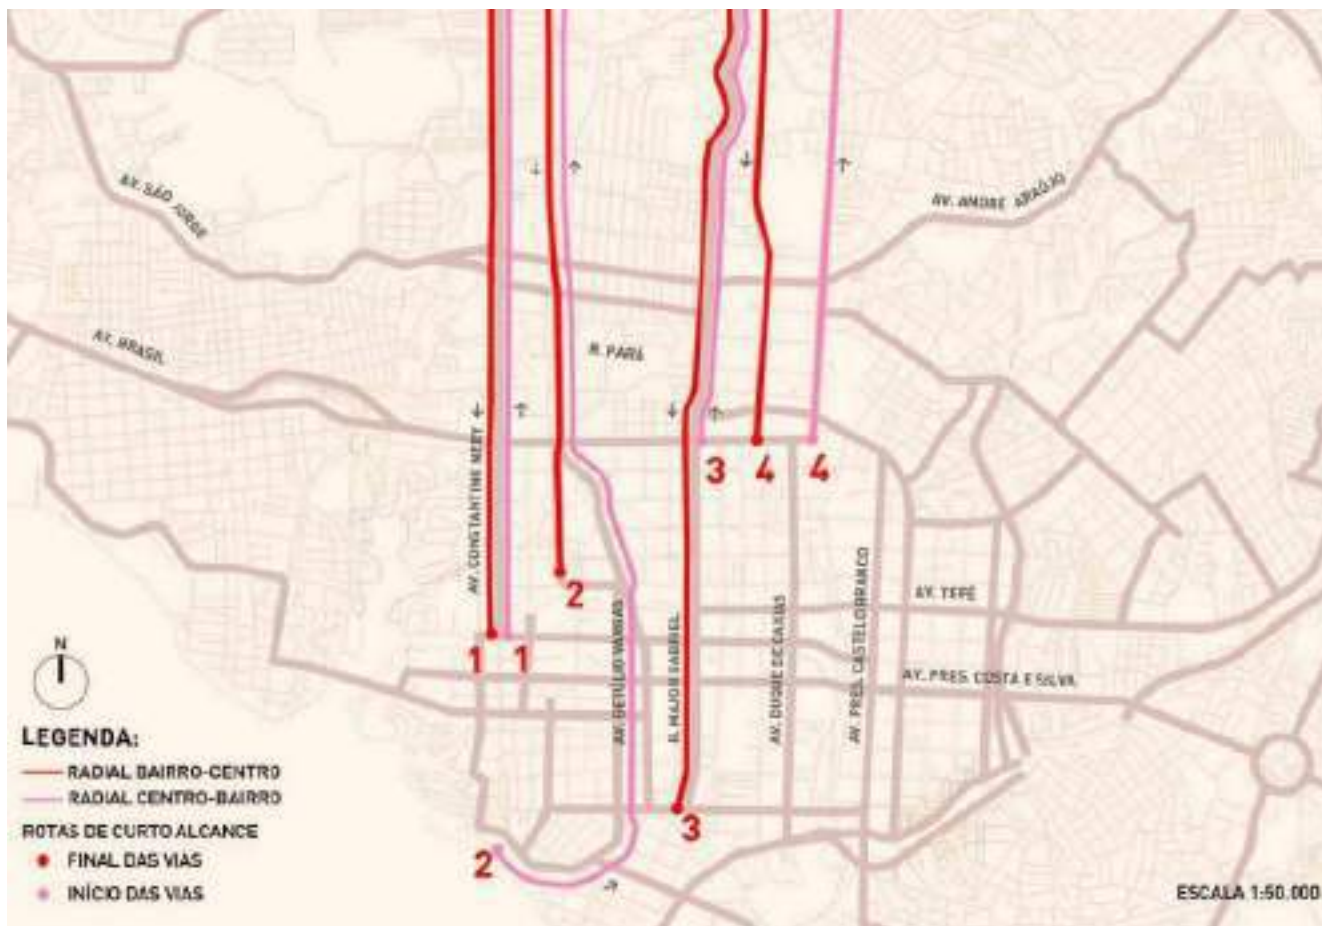 AV. SÃO JORGE
AV. ANDRÉ ARAÚJO
AV. BRASIL
R. PARÁ
AV. CONSTANTINE NERY
3
4
4
2
1
1
AV. TEFÉ
AV. GETÚLIO VARGAS
R. MAJOR GABRIEL
AV. DUQUE DE CAXIAS
AV. PRES. CASTELO BRANCO
AV. PRES. COSTA E SILVA
3
2
N
LEGENDA:
RADIAL BAIRRO-CENTRO
RADIAL CENTRO-BAIRRO
ROTAS DE CURTO ALCANCE
FINAL DAS VIAS
INÍCIO DAS VIAS
ESCALA 1:50.000